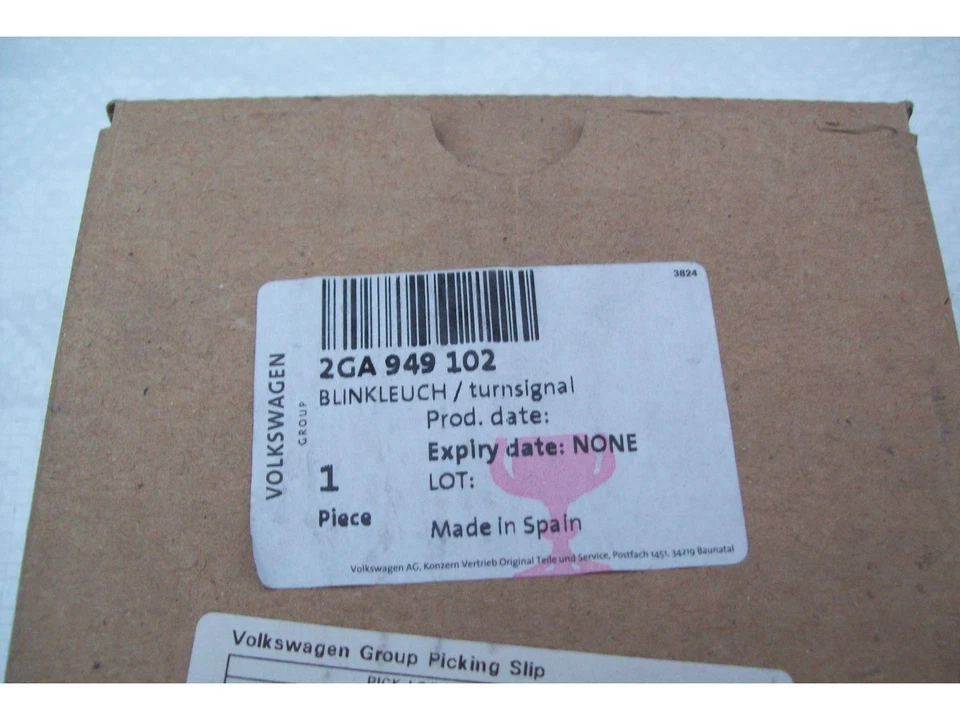 3824
VOLKSWAGEN
GROUP
2GA 949 102
BLINKLEUCH / turnsignal
Prod. date:
Expiry date: NONE
1
LOT:
Piece
Made in Spain
Volkswagen AG, Konzern Vertrieb Original Teile und Service, Postfach 1451, 34219 Baunatal
Volkswagen Group Picking Slip